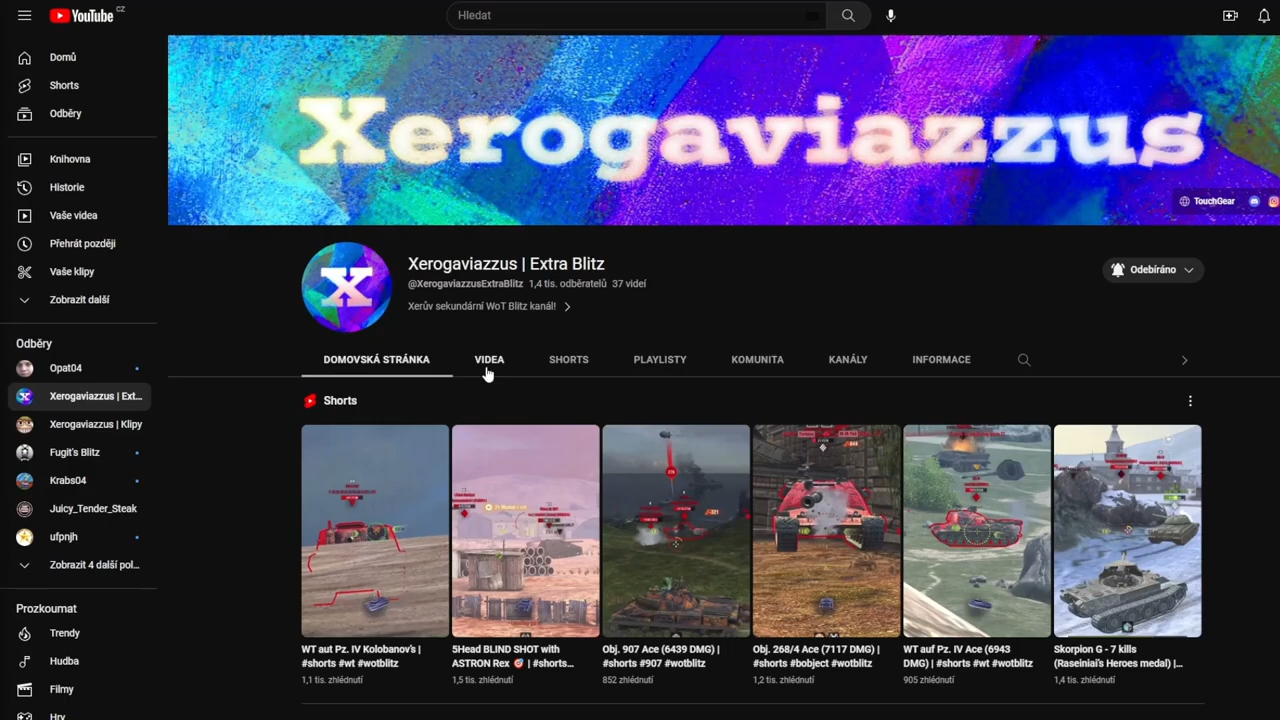 YouTube CZ
Hledat
Domů
Shorts
Odběry
Knihovna
Historie
Vaše videa
Přehrát později
Vaše klipy
Zobrazit další
Odběry
Opat04
Xerogaviazzus | Ext...
Xerogaviazzus | Klipy
Fugit's Blitz
Krabs04
Juicy_Tender_Steak
ufpnjh
Zobrazit 4 další pol...
Prozkoumat
Trendy
Hudba
Filmy
Hry
Xerogaviazzus
TouchGear
X
Xerogaviazzus | Extra Blitz
@XerogaviazzusExtraBlitz 1,4 tis. odběratelů 37 videí
Xerův sekundární WoT Blitz kanál!
Odebíráno
DOMOVSKÁ STRÁNKA VIDEA SHORTS PLAYLISTY KOMUNITA KANÁLY INFORMACE
Shorts
WT aut Pz. IV Kolobanov's |
#shorts #wt #wotblitz
1,1 tis. zhlédnutí
5Head BLIND SHOT with
ASTRON Rex 🎯 | #shorts...
1,5 tis. zhlédnutí
Obj. 907 Ace (6439 DMG) |
#shorts #907 #wotblitz
852 zhlédnutí
Obj. 268/4 Ace (7117 DMG) |
#shorts #bobject #wotblitz
1,2 tis. zhlédnutí
WT auf Pz. IV Ace (6943
DMG) | #shorts #wt #wotblitz
905 zhlédnutí
Skorpion G - 7 kills
(Raseiniai's Heroes medal) |...
1,4 tis. zhlédnutí